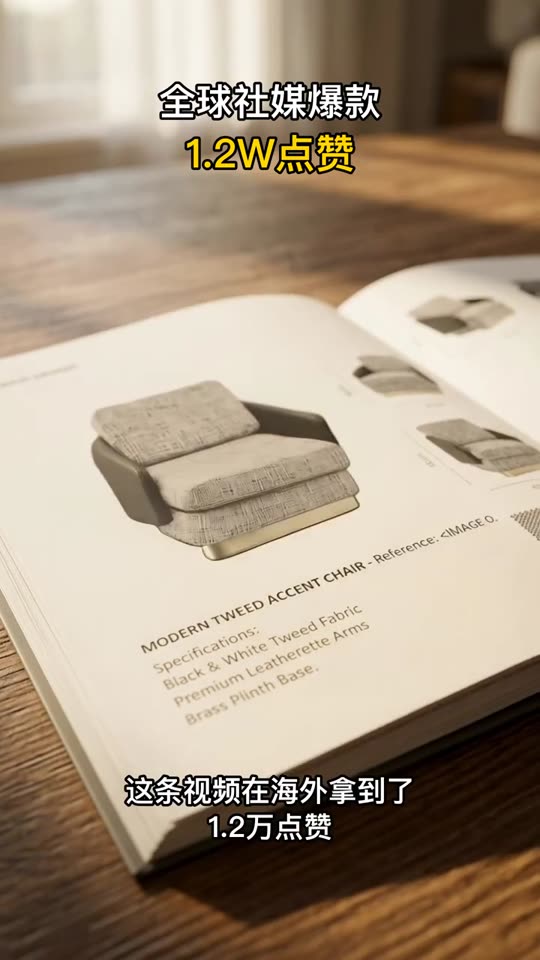 全球社媒爆款
1.2W点赞
MODERN TWEED ACCENT CHAIR - Reference: <IMAGE 0.
Specifications:
Black & White Tweed Fabric
Premium Leatherette Arms
Brass Plinth Base.
这条视频在海外拿到了
1.2万点赞